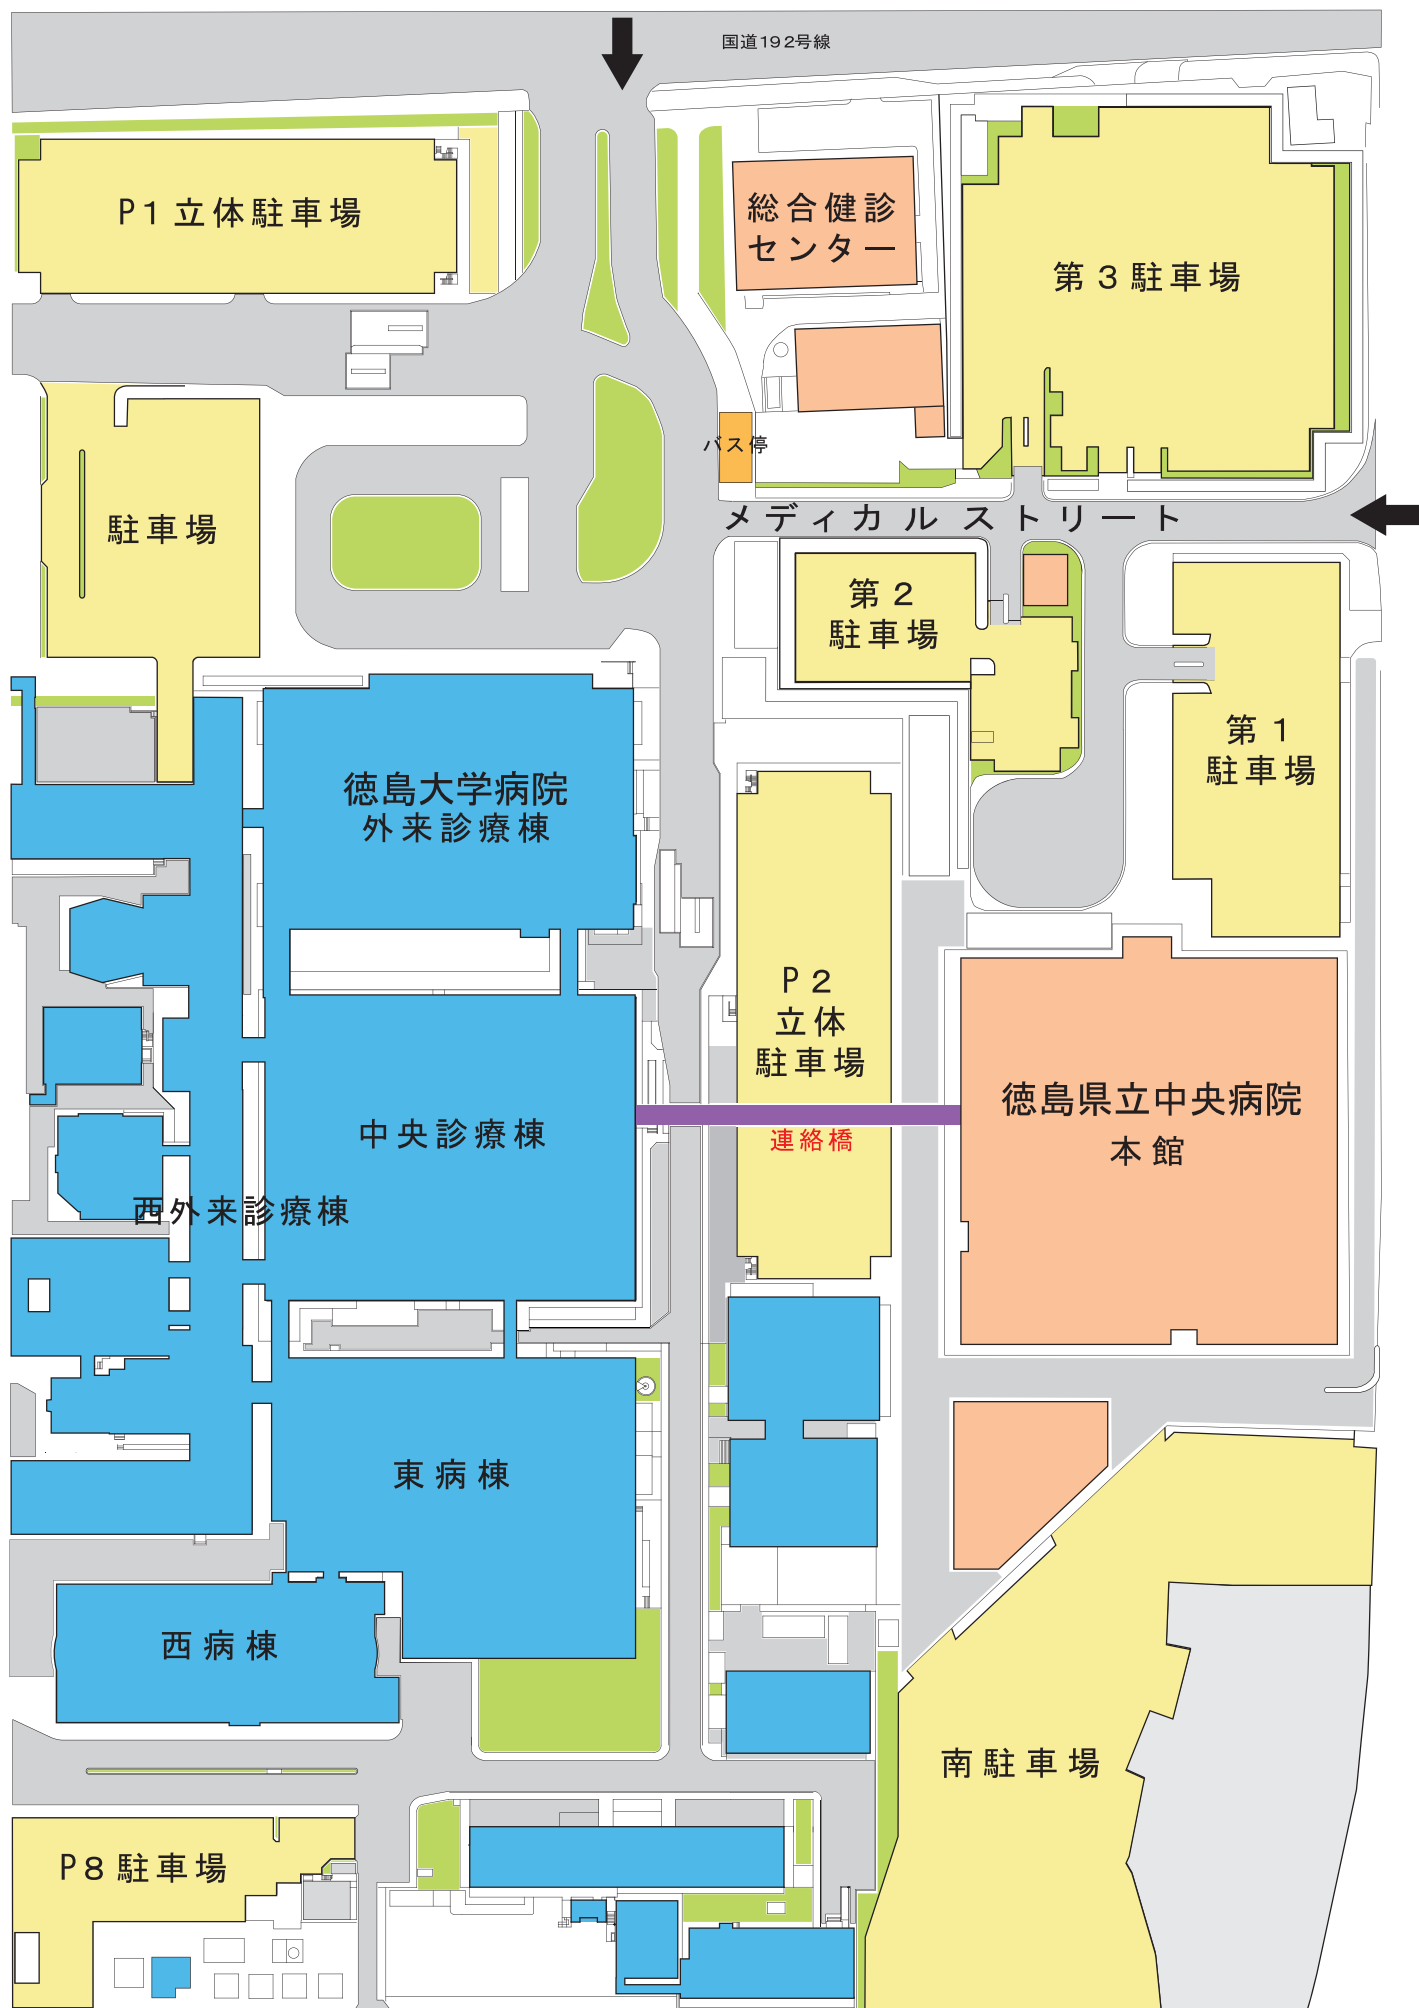 国道192号線
P1立体駐車場
総合健診
センター
第3駐車場
バス停
メディカルストリート
駐車場
第2
駐車場
第1
駐車場
徳島大学病院
外来診療棟
P2
立体
駐車場
徳島県立中央病院
本館
連絡橋
中央診療棟
西外来診療棟
東病棟
西病棟
南駐車場
P8駐車場